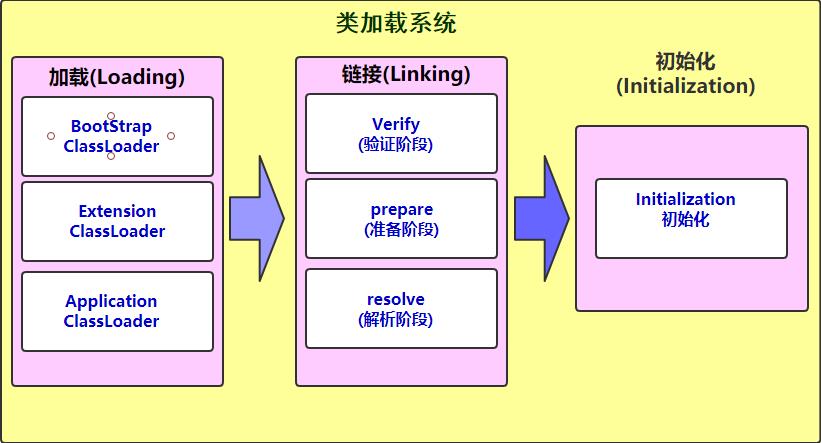 类加载系统
加载(Loading)
BootStrap
ClassLoader
Extension
ClassLoader
Application
ClassLoader
链接(Linking)
Verify
(验证阶段)
prepare
(准备阶段)
resolve
(解析阶段)
初始化
(Initialization)
Initialization
初始化